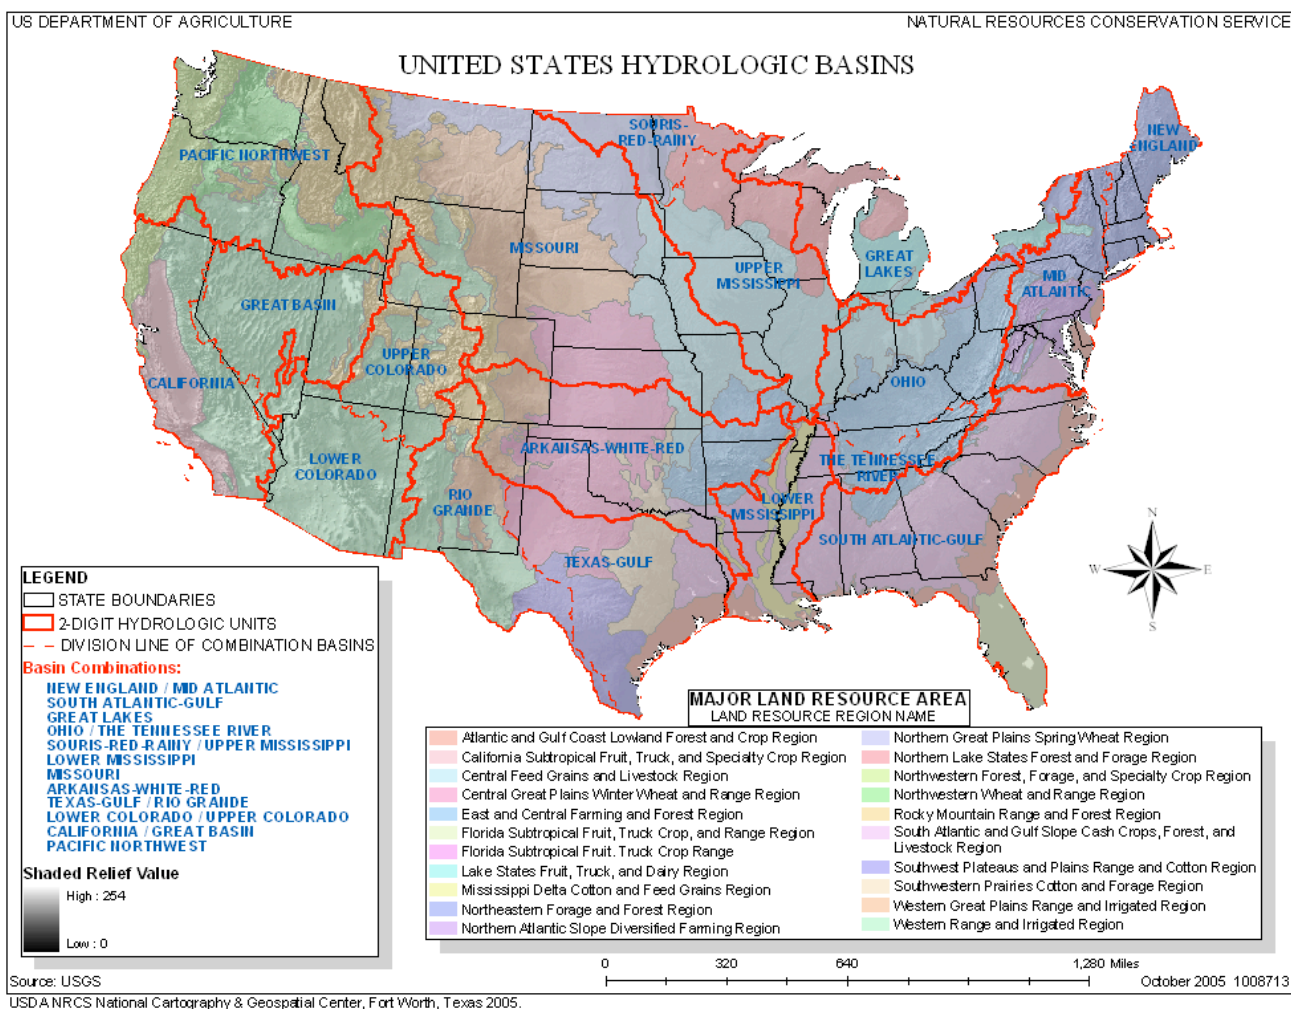 US DEPARTMENT OF AGRICULTURE
NATURAL RESOURCES CONSERVATION SERVICE
UNITED STATES HYDROLOGIC BASINS
SOURIS-
RED-RAINY
NEW
ENGLAND
PACIFIC NORTHWEST
MISSOURI
UPPER
MISSISSIPPI
GREAT
LAKES
MID
ATLANTIC
GREAT BASIN
UPPER
COLORADO
CALIFORNIA
OHIO
ARKANSAS-WHITE-RED
LOWER
COLORADO
THE TENNESSEE
RIVER
RIO
GRANDE
LOWER
MISSISSIPPI
SOUTH ATLANTIC-GULF
TEXAS-GULF
N
W
E
S
LEGEND
STATE BOUNDARIES
2-DIGIT HYDROLOGIC UNITS
DIVISION LINE OF COMBINATION BASINS
Basin Combinations:
NEW ENGLAND / MID ATLANTIC
SOUTH ATLANTIC-GULF
GREAT LAKES
OHIO / THE TENNESSEE RIVER
SOURIS-RED-RAINY / UPPER MISSISSIPPI
LOWER MISSISSIPPI
MISSOURI
ARKANSAS-WHITE-RED
TEXAS-GULF / RIO GRANDE
LOWER COLORADO / UPPER COLORADO
CALIFORNIA / GREAT BASIN
PACIFIC NORTHWEST
Shaded Relief Value
High : 254
Low : 0
MAJOR LAND RESOURCE AREA
LAND RESOURCE REGION NAME
Atlantic and Gulf Coast Lowland Forest and Crop Region
California Subtropical Fruit, Truck, and Specialty Crop Region
Central Feed Grains and Livestock Region
Central Great Plains Winter Wheat and Range Region
East and Central Farming and Forest Region
Florida Subtropical Fruit, Truck Crop, and Range Region
Florida Subtropical Fruit. Truck Crop Range
Lake States Fruit, Truck, and Dairy Region
Mississippi Delta Cotton and Feed Grains Region
Northeastern Forage and Forest Region
Northern Atlantic Slope Diversified Farming Region
Northern Great Plains Spring Wheat Region
Northern Lake States Forest and Forage Region
Northwestern Forest, Forage, and Specialty Crop Region
Northwestern Wheat and Range Region
Rocky Mountain Range and Forest Region
South Atlantic and Gulf Slope Cash Crops, Forest, and
Livestock Region
Southwest Plateaus and Plains Range and Cotton Region
Southwestern Prairies Cotton and Forage Region
Western Great Plains Range and Irrigated Region
Western Range and Irrigated Region
0 320 640 1,280 Miles
Source: USGS
October 2005 1008713
USDA NRCS National Cartography & Geospatial Center, Fort Worth, Texas 2005.